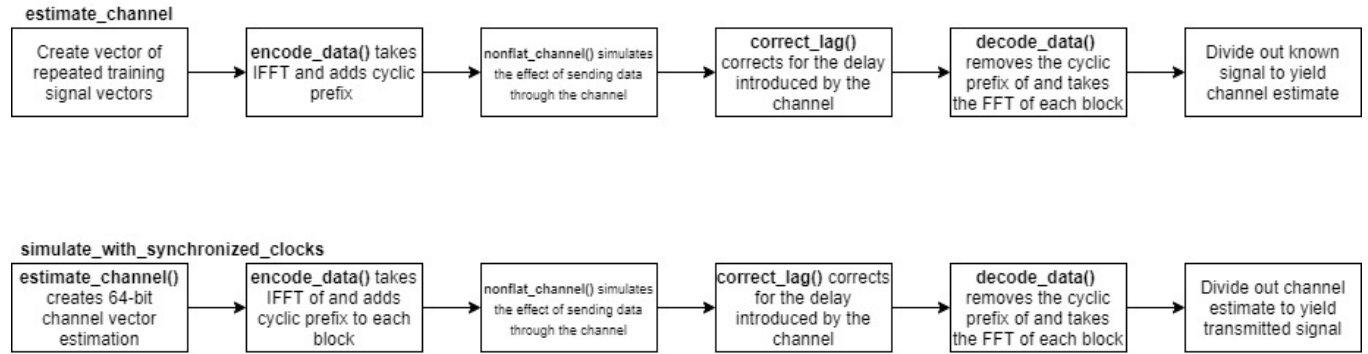 estimate_channel
Create vector of
repeated training
signal vectors
encode_data() takes
IFFT and adds cyclic
prefix
nonflat_channel() simulates
the effect of sending data
through the channel
correct_lag()
corrects for the delay
introduced by the
channel
decode_data()
removes the cyclic
prefix of and takes
the FFT of each block
Divide out known
signal to yield
channel estimate
simulate_with_synchronized_clocks
estimate_channel()
creates 64-bit
channel vector
estimation
encode_data() takes
IFFT of and adds
cyclic prefix to each
block
nonflat_channel() simulates
the effect of sending data
through the channel
correct_lag() corrects
for the delay
introduced by the
channel
decode_data()
removes the cyclic
prefix of and takes
the FFT of each block
Divide out channel
estimate to yield
transmitted signal